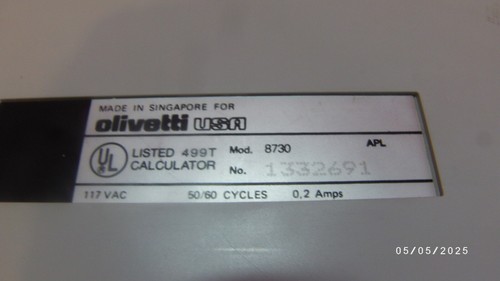 MADE IN SINGAPORE FOR
olivetti USA
UL LISTED 499T Mod. 8730 APL
CALCULATOR No. 1332691
117 VAC 50/60 CYCLES 0,2 Amps
05/05/2025